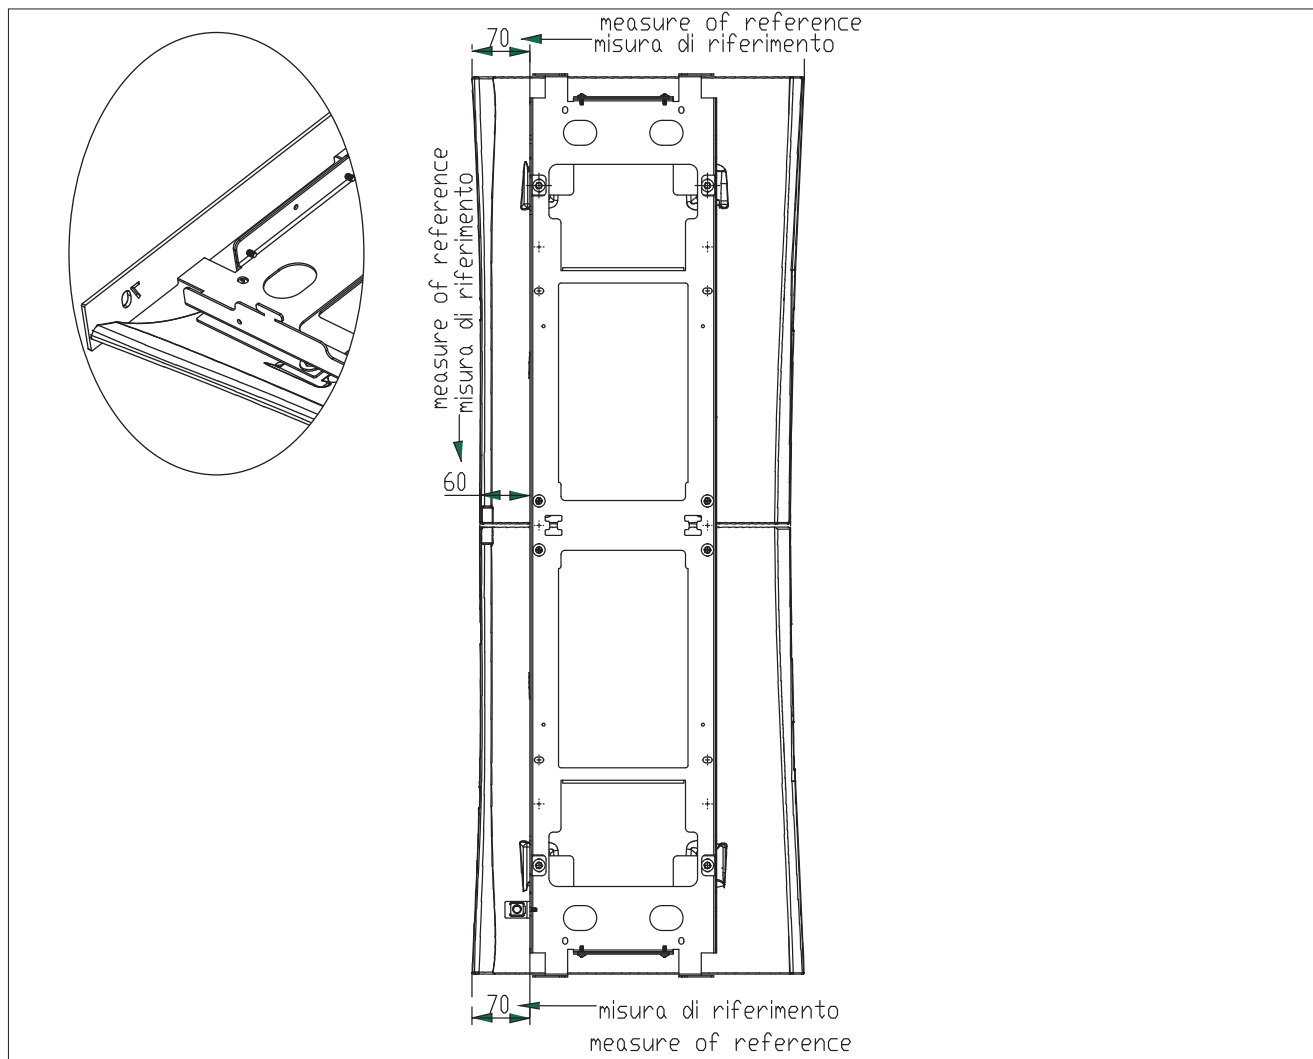 70
measure of reference
misura di riferimento
measure of reference
misura di riferimento
60
70
misura di riferimento
measure of reference